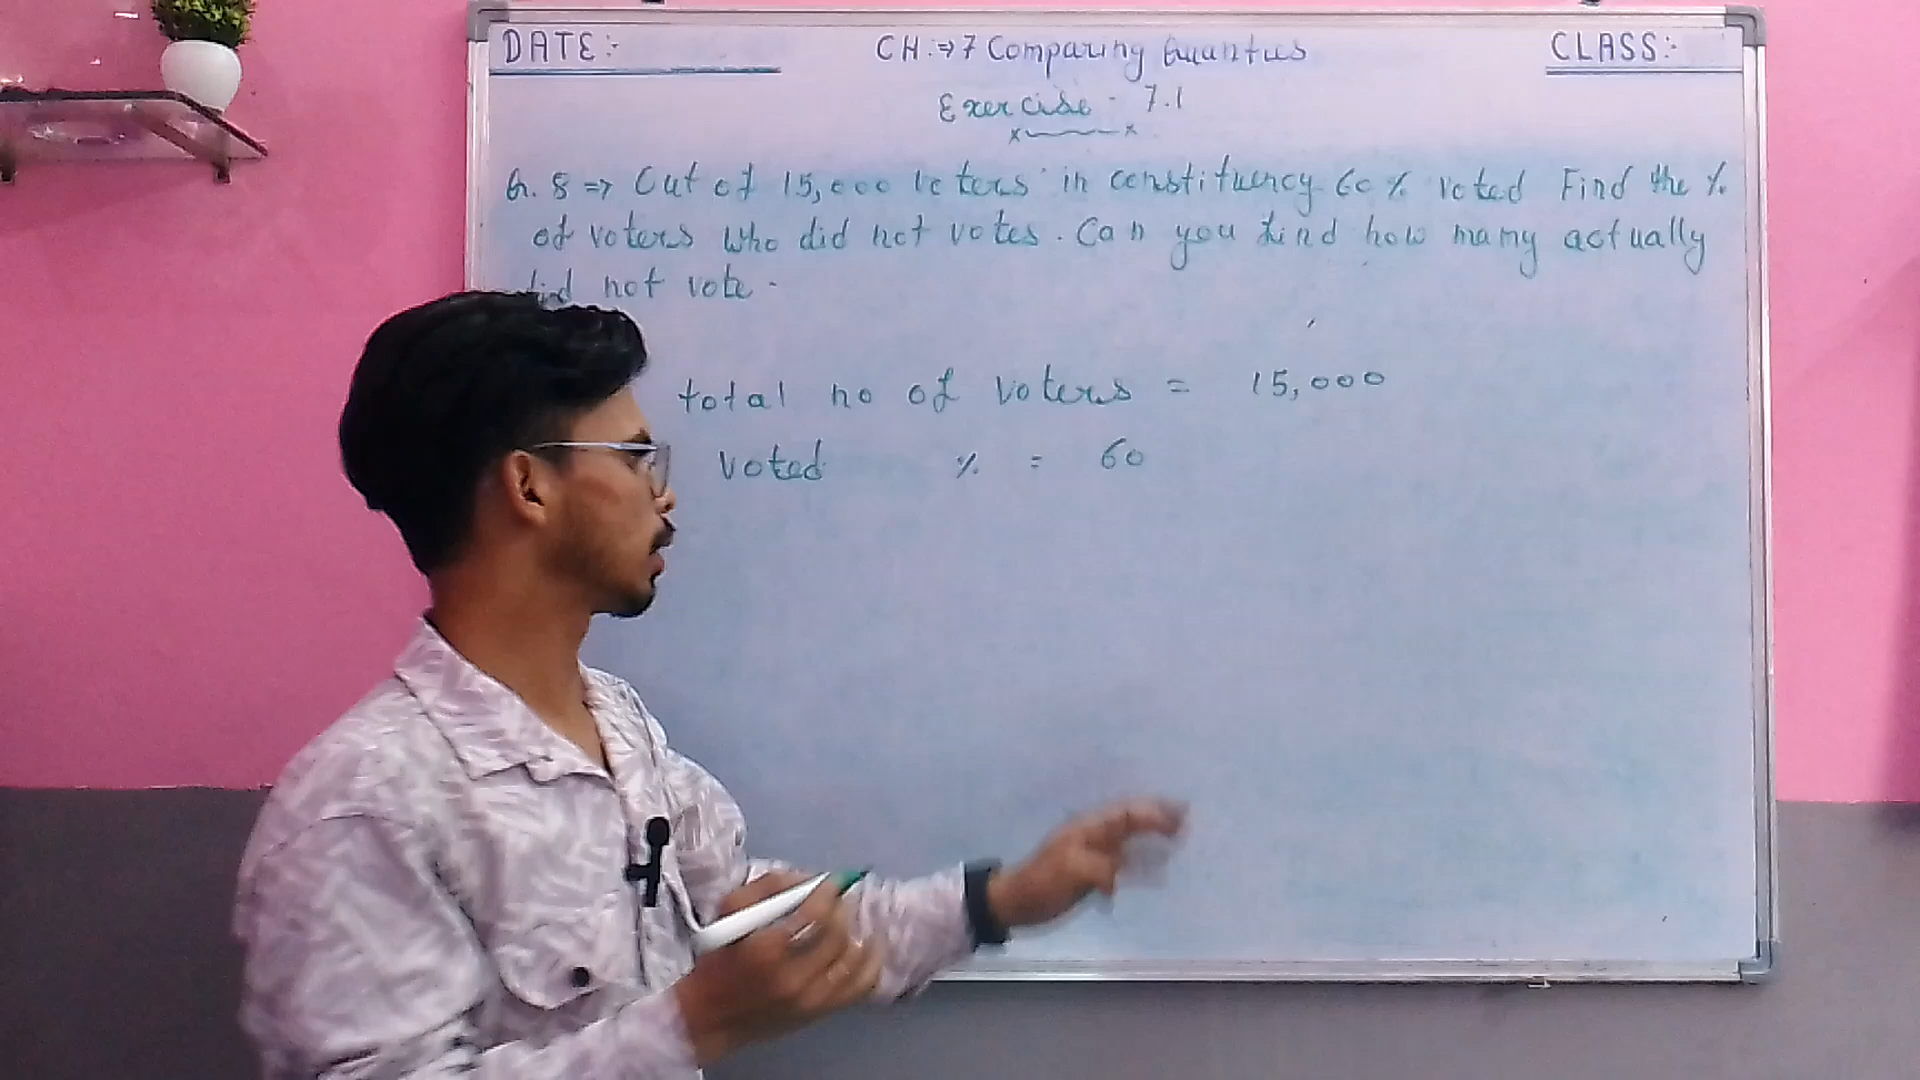 DATE:-
CH.⇒7 Comparing Quanties
CLASS:-
Exercise - 7.1
Q. 8 ⇒ Out of 15,000 voters in constituency 60 % voted Find the %
of voters who did not votes. Can you find how many actually
did not vote.
total no of voters = 15,000
voted % = 60